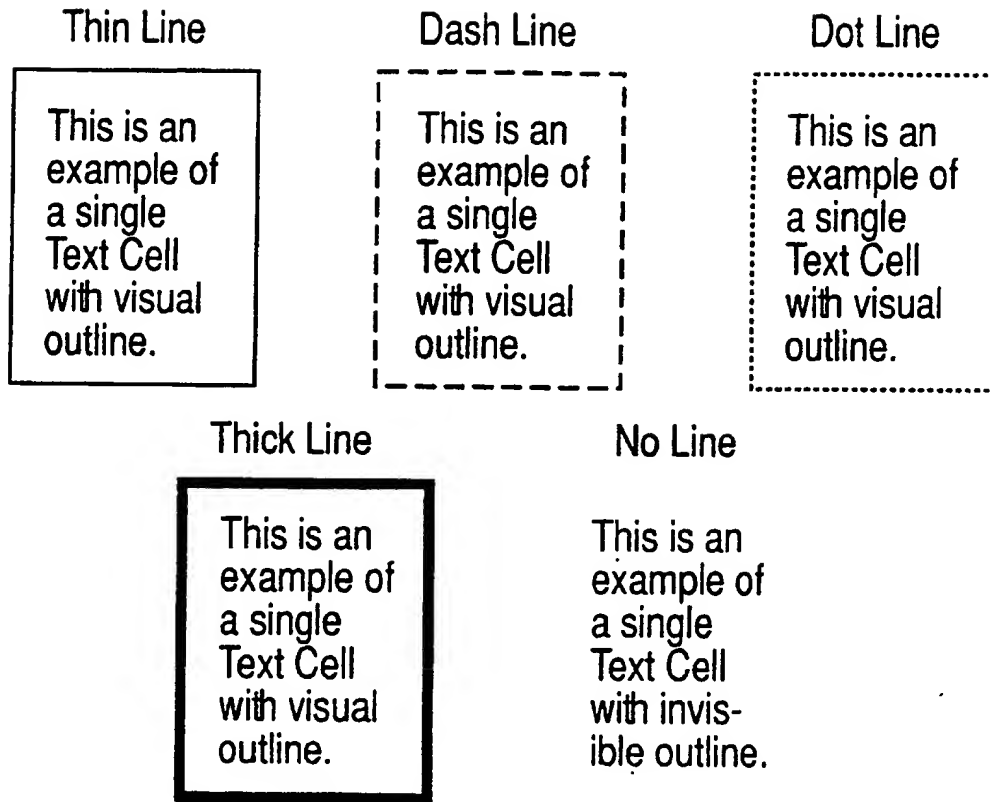 Thin Line
This is an
example of
a single
Text Cell
with visual
outline.
Dash Line
This is an
example of
a single
Text Cell
with visual
outline.
Dot Line
This is an
example of
a single
Text Cell
with visual
outline.
Thick Line
This is an
example of
a single
Text Cell
with visual
outline.
No Line
This is an
example of
a single
Text Cell
with invis-
ible outline.